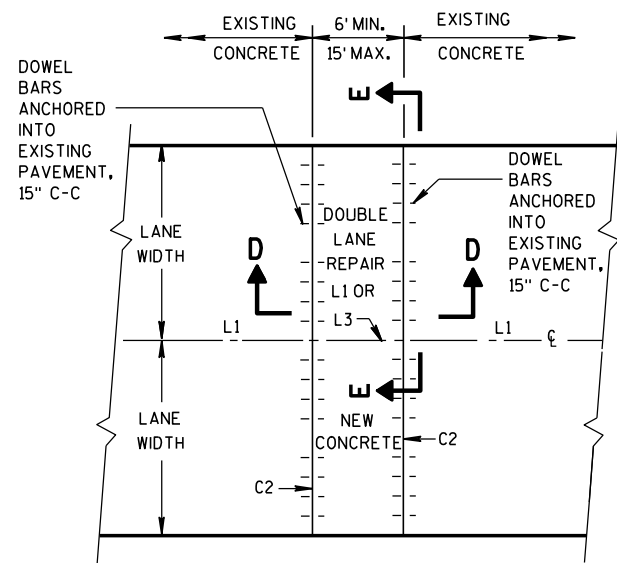 EXISTING
CONCRETE
6' MIN.
15' MAX.
EXISTING
CONCRETE
DOWEL
BARS
ANCHORED
INTO
EXISTING
PAVEMENT,
15" C-C
E
DOWEL
BARS
ANCHORED
INTO
EXISTING
PAVEMENT,
15" C-C
LANE
WIDTH
DOUBLE
LANE
REPAIR
L1 OR
L3
D
D
L1
L1
℄
E
LANE
WIDTH
NEW
CONCRETE
C2
C2